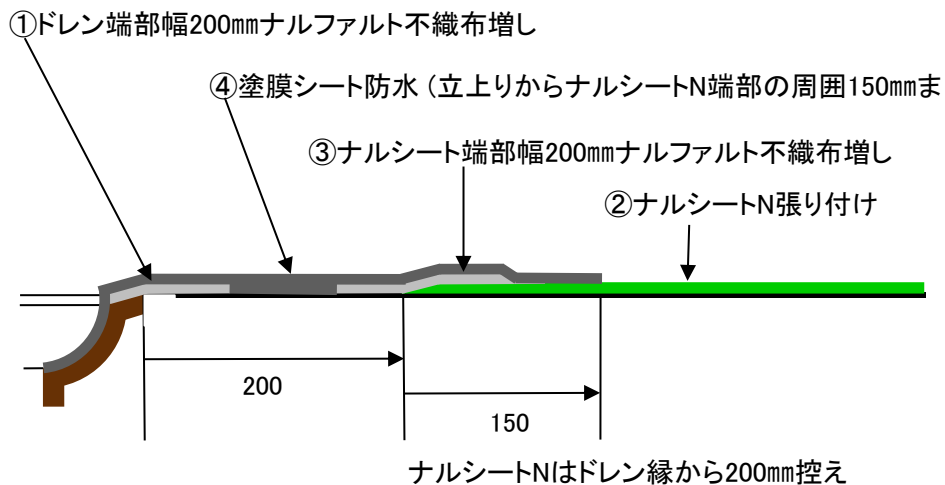 ①ドレン端部幅200㎜ナルファルト不織布増し
④塗膜シート防水（立上りからナルシートN端部の周囲150㎜ま
③ナルシート端部幅200㎜ナルファルト不織布増し
②ナルシートN張り付け
200
150
ナルシートNはドレン縁から200㎜控え